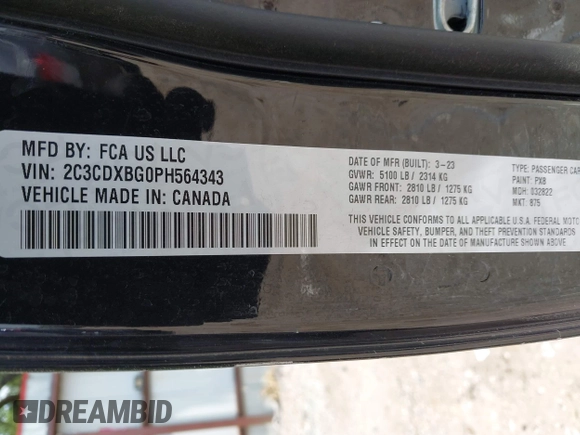 MFD BY: FCA US LLC
VIN: 2C3CDXBG0PH564343
VEHICLE MADE IN: CANADA
DATE OF MFR (BUILT): 3-23
GVWR: 5100 LB / 2314 KG
GAWR FRONT: 2810 LB / 1275 KG
GAWR REAR: 2810 LB / 1275 KG
TYPE: PASSENGER CAR
PAINT: PX8
MDH: 032822
MKT: 875
THIS VEHICLE CONFORMS TO ALL APPLICABLE U.S.A. FEDERAL MOTO
VEHICLE SAFETY, BUMPER, AND THEFT PREVENTION STANDARDS
IN EFFECT ON THE DATE OF MANUFACTURE SHOWN ABOVE.
DREAMBID